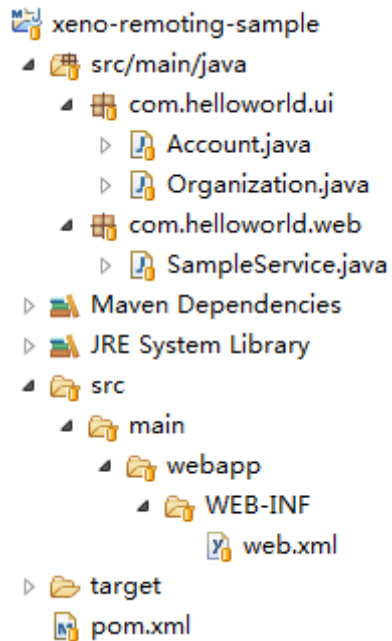 xeno-remoting-sample
src/main/java
com.helloworld.ui
Account.java
Organization.java
com.helloworld.web
SampleService.java
Maven Dependencies
JRE System Library
src
main
webapp
WEB-INF
web.xml
target
pom.xml